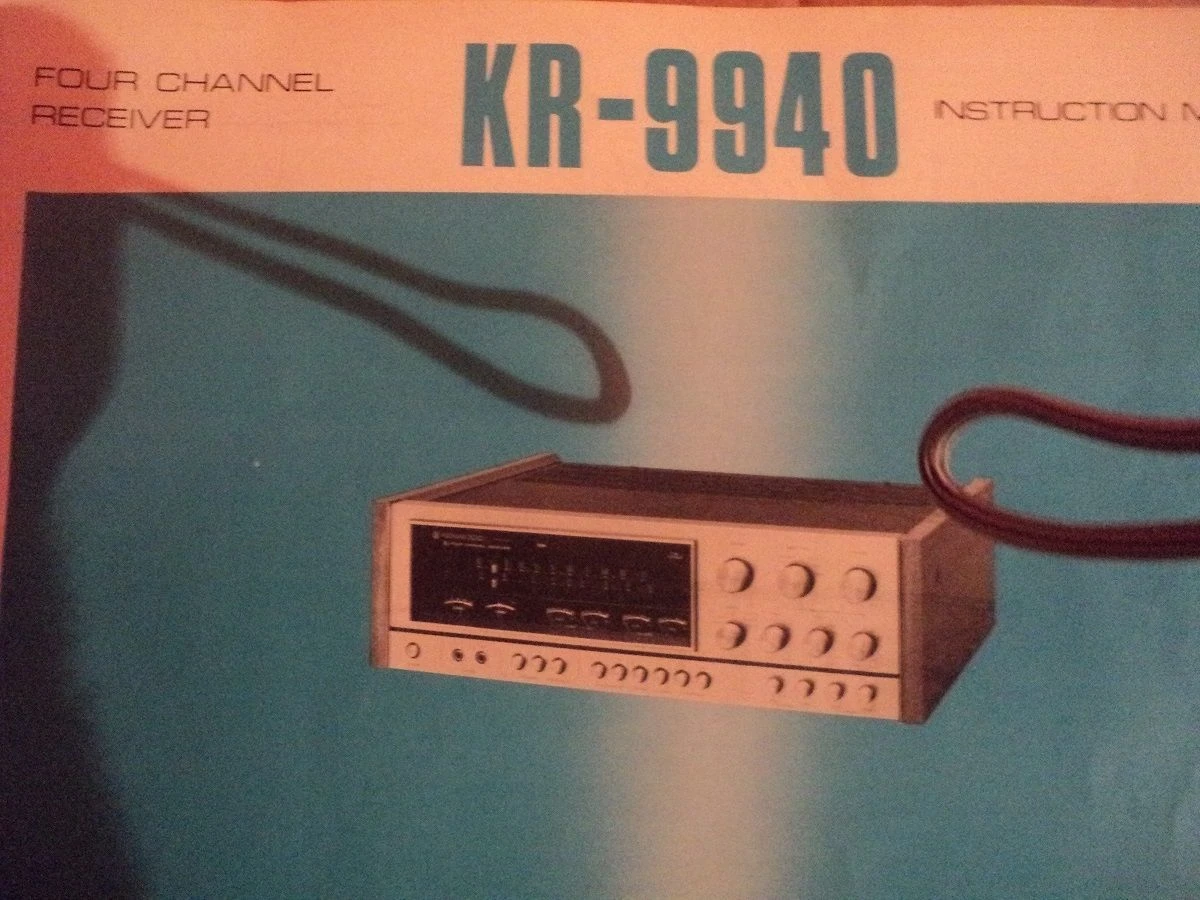 FOUR CHANNEL
RECEIVER
KR-9940
INSTRUCTION M